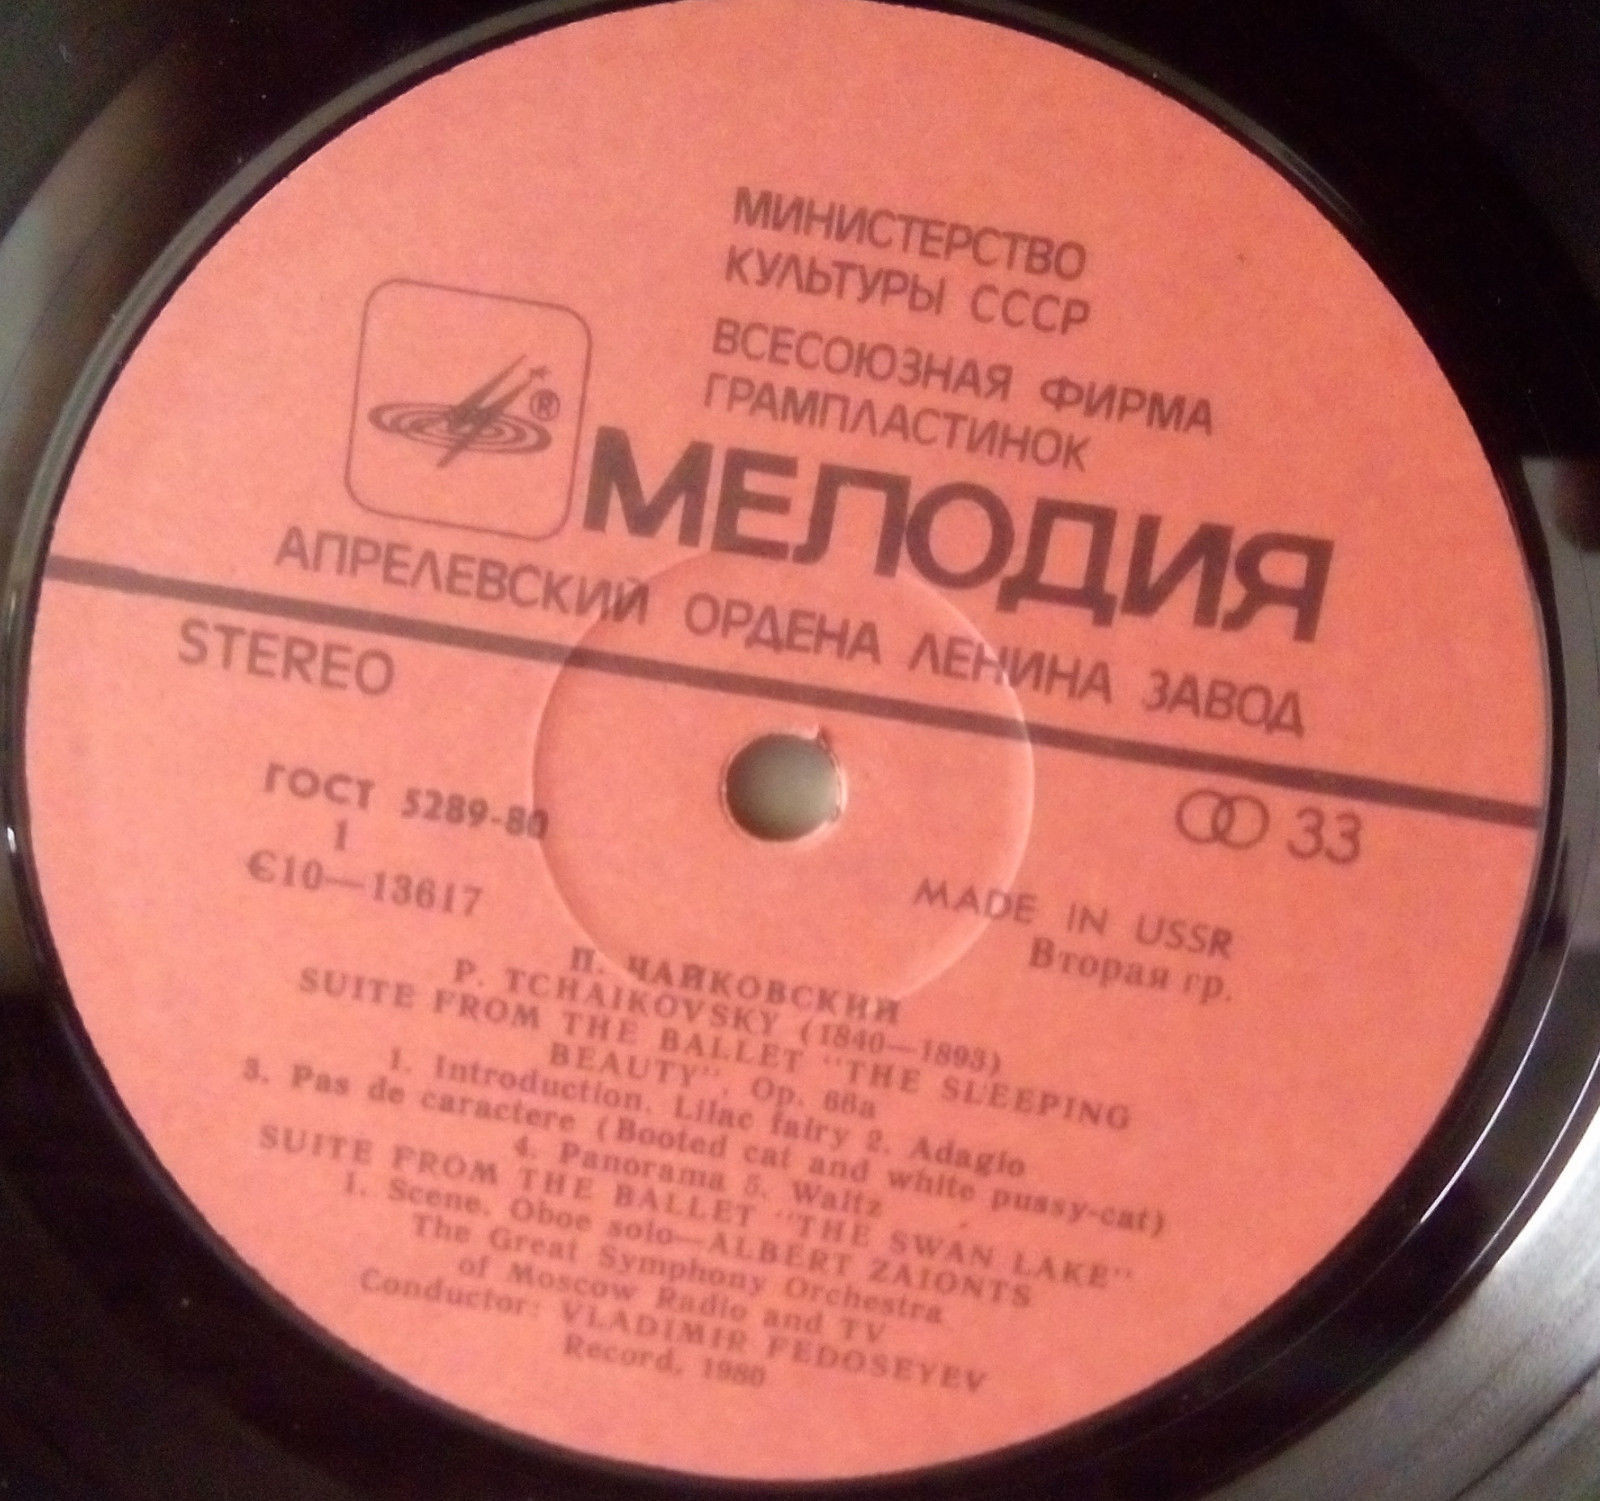 МИНИСТЕРСТВО
КУЛЬТУРЫ СССР
ВСЕСОЮЗНАЯ ФИРМА
ГРАМПЛАСТИНОК
®
МЕЛОДИЯ
АПРЕЛЕВСКИЙ ОРДЕНА ЛЕНИНА ЗАВОД
STEREO
33
ГОСТ 5289-80
1
€10—13617
MADE IN USSR
Вторая гр.
П. ЧАЙКОВСКИЙ
P. TCHAIKOVSKY (1840—1893)
SUITE FROM THE BALLET "THE SLEEPING
BEAUTY", Op. 66a
1. Introduction. Lilac fairy 2. Adagio
3. Pas de caractere (Booted cat and white pussy-cat)
4. Panorama 5. Waltz
SUITE FROM THE BALLET "THE SWAN LAKE"
1. Scene. Oboe solo—ALBERT ZAIONTS
The Great Symphony Orchestra
of Moscow Radio and TV
Conductor: VLADIMIR FEDOSEYEV
Record. 1980